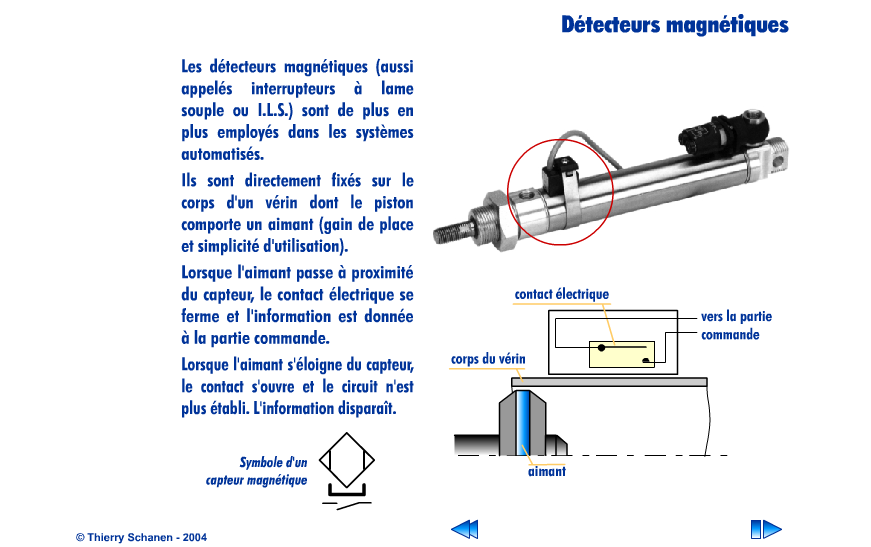 Détecteurs magnétiques
Les détecteurs magnétiques (aussi
appelés interrupteurs à lame
souple ou I.L.S.) sont de plus en
plus employés dans les systèmes
automatisés.
Ils sont directement fixés sur le
corps d'un vérin dont le piston
comporte un aimant (gain de place
et simplicité d'utilisation).
Lorsque l'aimant passe à proximité
du capteur, le contact électrique se
ferme et l'information est donnée
à la partie commande.
Lorsque l'aimant s'éloigne du capteur,
le contact s'ouvre et le circuit n'est
plus établi. L'information disparaît.
Symbole d'un
capteur magnétique
contact électrique
vers la partie
commande
corps du vérin
aimant
© Thierry Schanen - 2004